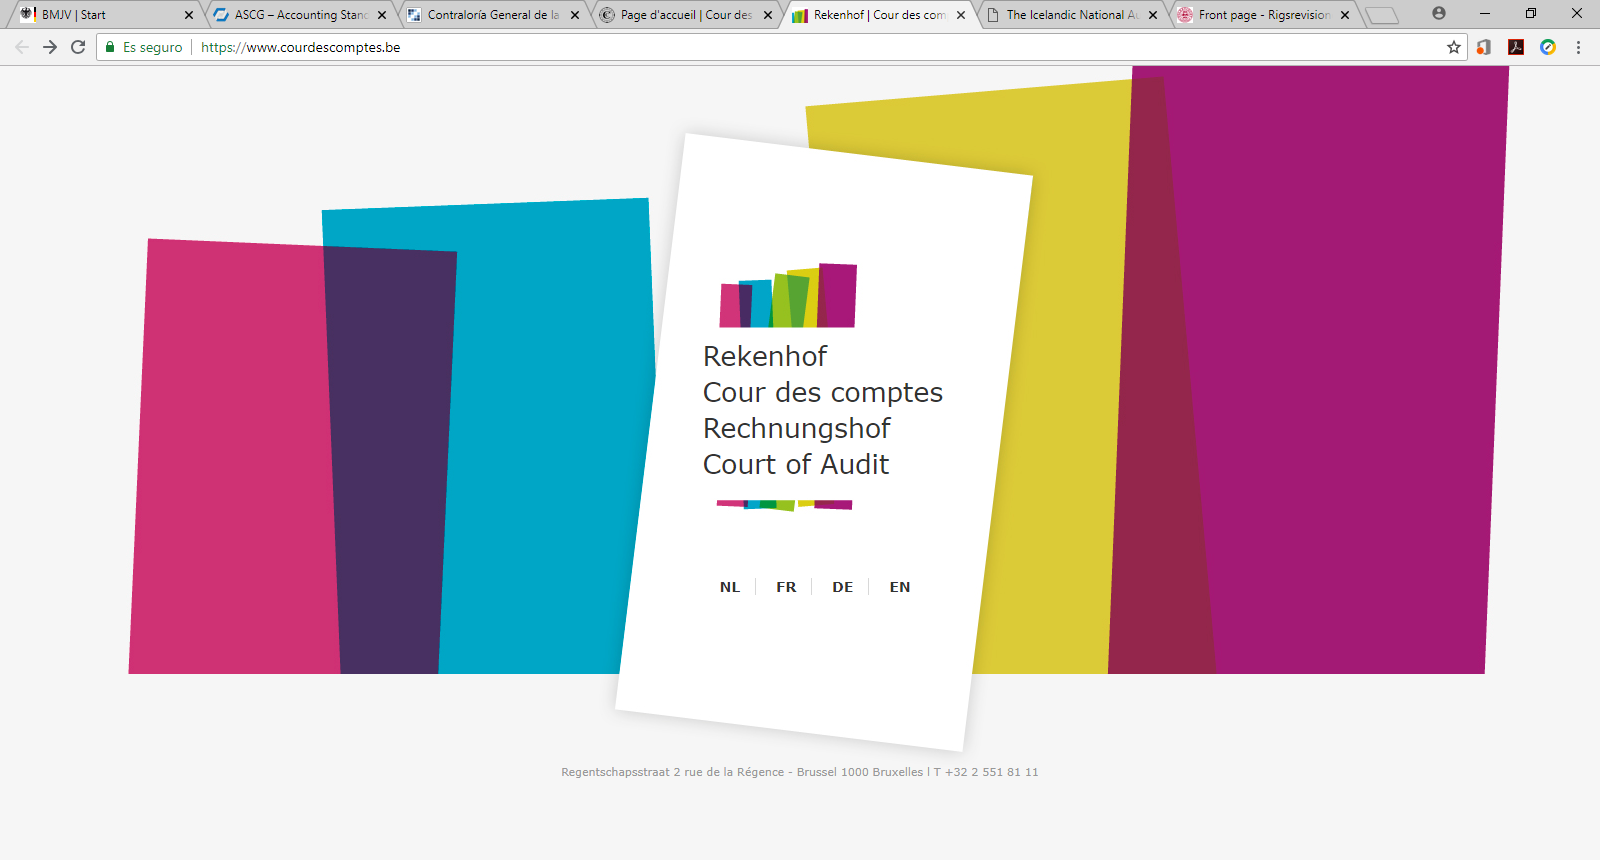 BMJV | Start
ASCG – Accounting Stand
Contraloría General de la
Page d'accueil | Cour des
Rekenhof | Cour des com
The Icelandic National Au
Front page - Rigsrevision
Es seguro
https://www.courdescomptes.be
Rekenhof
Cour des comptes
Rechnungshof
Court of Audit
NL
FR
DE
EN
Regentschapsstraat 2 rue de la Régence - Brussel 1000 Bruxelles l T +32 2 551 81 11